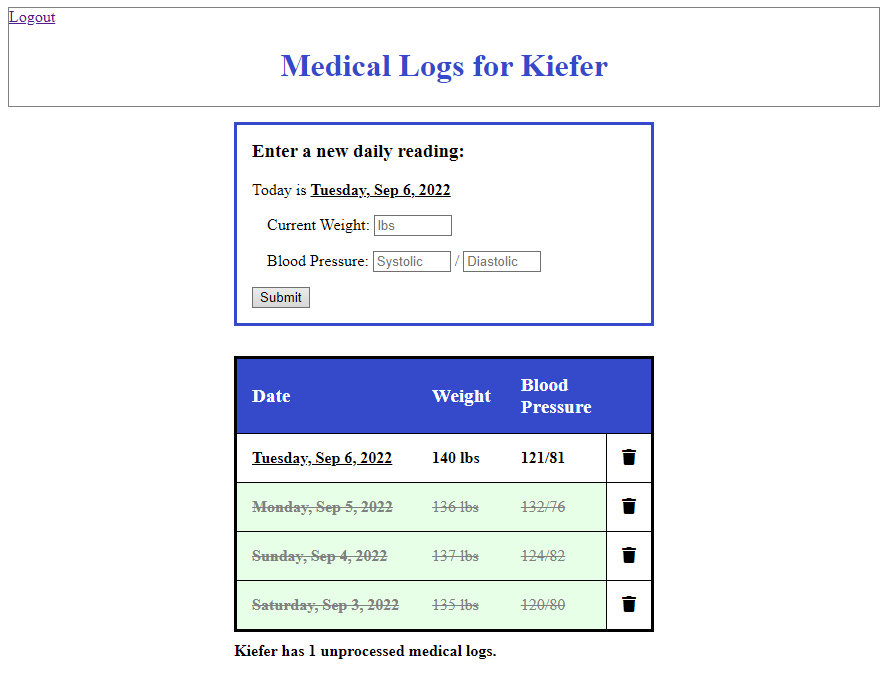 Logout
Medical Logs for Kiefer
Enter a new daily reading:
Today is Tuesday, Sep 6, 2022
Current Weight: lbs
Blood Pressure: Systolic / Diastolic
Submit
Date Weight Blood Pressure
Tuesday, Sep 6, 2022 140 lbs 121/81
Monday, Sep 5, 2022 136 lbs 132/76
Sunday, Sep 4, 2022 137 lbs 124/82
Saturday, Sep 3, 2022 135 lbs 120/80
Kiefer has 1 unprocessed medical logs.